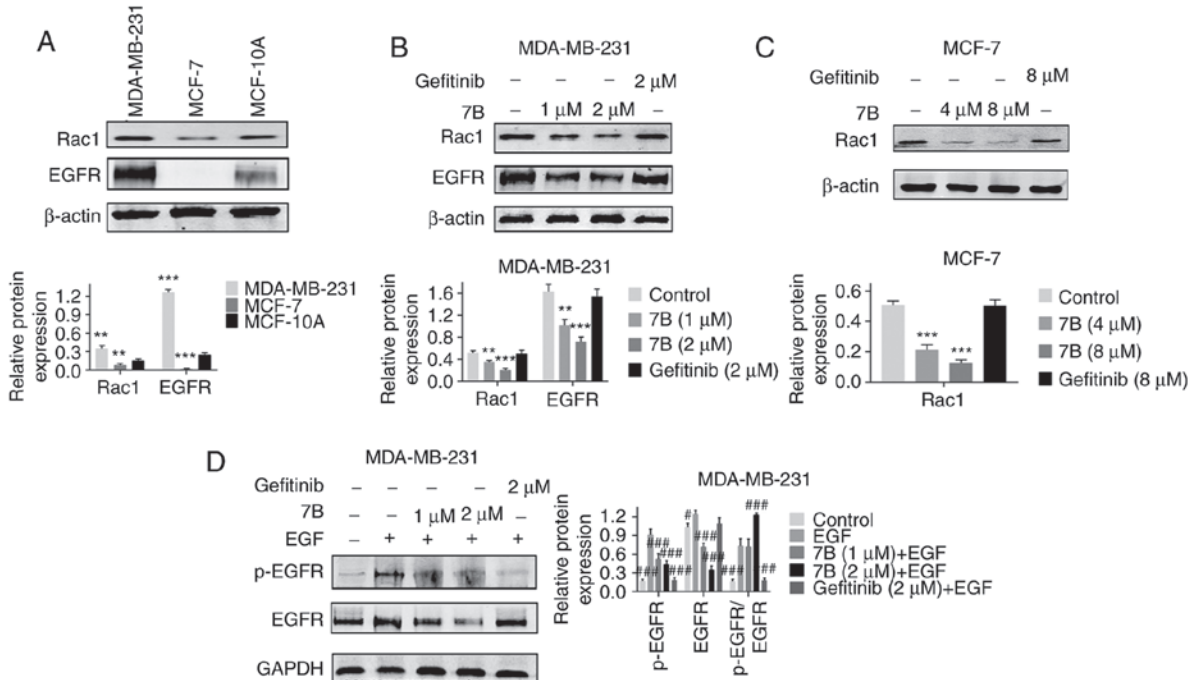 A
MDA-MB-231
MCF-7
MCF-10A
Rac1
EGFR
β-actin
Relative protein
expression
1.2
0.9
0.6
0.3
0.0
**
**
***
***
Rac1
EGFR
MDA-MB-231
MCF-7
MCF-10A
B
MDA-MB-231
Gefitinib – – – 2 μM
7B – 1 μM 2 μM –
Rac1
EGFR
β-actin
MDA-MB-231
Relative protein
expression
1.6
1.2
0.8
0.4
0.0
**
***
**
***
Rac1
EGFR
Control
7B (1 μM)
7B (2 μM)
Gefitinib (2 μM)
C
MCF-7
Gefitinib – – – 8 μM
7B – 4 μM 8 μM –
Rac1
β-actin
MCF-7
Relative protein
expression
0.6
0.4
0.2
0.0
***
***
Rac1
Control
7B (4 μM)
7B (8 μM)
Gefitinib (8 μM)
D
MDA-MB-231
Gefitinib – – – – 2 μM
7B – – 1 μM 2 μM –
EGF – + + + +
p-EGFR
EGFR
GAPDH
MDA-MB-231
Relative protein
expression
1.2
0.9
0.6
0.3
0.0
###
###
###
###
#
###
###
###
###
##
p-EGFR
EGFR
p-EGFR/
EGFR
Control
EGF
7B (1 μM)+EGF
7B (2 μM)+EGF
Gefitinib (2 μM)+EGF